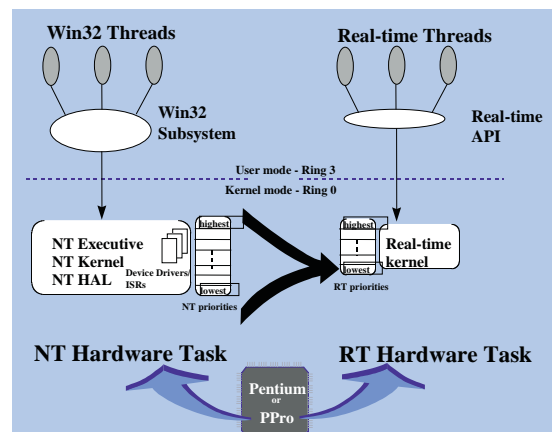 Win32 Threads
Real-time Threads
Win32
Subsystem
Real-time
API
User mode - Ring 3
Kernel mode - Ring 0
NT Executive
NT Kernel
NT HAL
Device Drivers/
ISRs
highest
lowest
NT priorities
highest
lowest
RT priorities
Real-time
kernel
NT Hardware Task
RT Hardware Task
Pentium
or
PPro